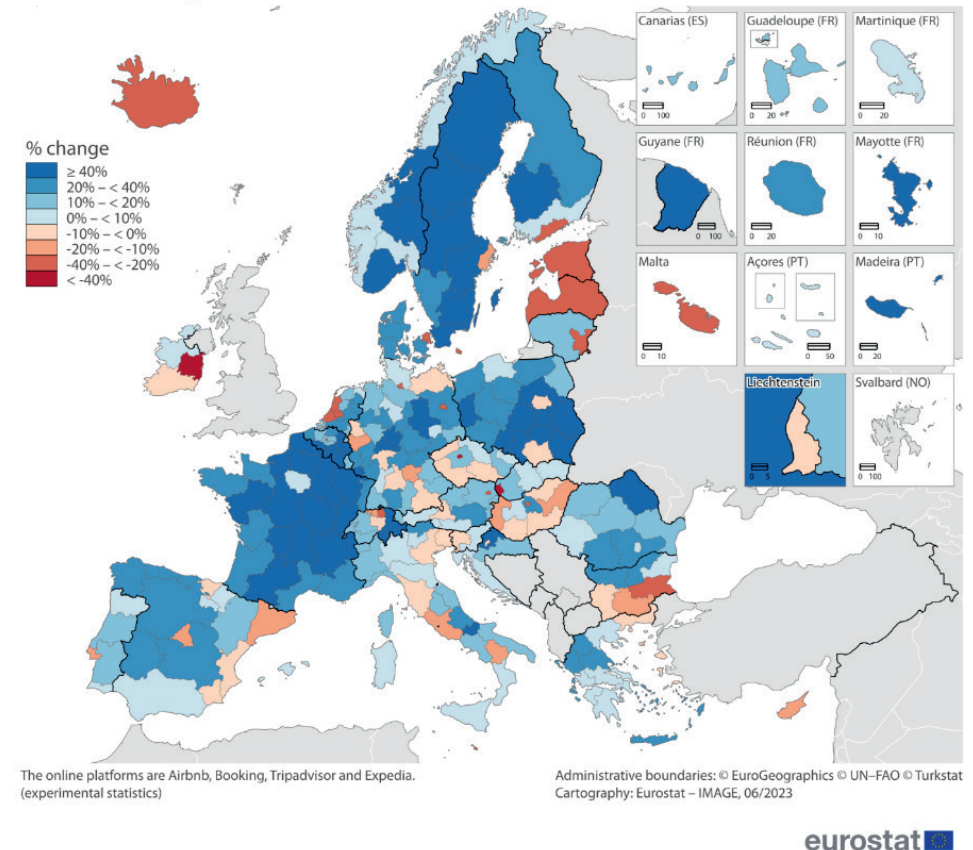 Canarias (ES)
0 100
Guadeloupe (FR)
0 20
Martinique (FR)
0 20
% change
≥ 40%
20% – < 40%
10% – < 20%
0% – < 10%
-10% – < 0%
-20% – < -10%
-40% – < -20%
< -40%
Guyane (FR)
0 100
Réunion (FR)
0 20
Mayotte (FR)
0 10
Malta
0 10
Açores (PT)
0 50
Madeira (PT)
0 20
Liechtenstein
0 5
Svalbard (NO)
0 100
The online platforms are Airbnb, Booking, Tripadvisor and Expedia.
(experimental statistics)
Administrative boundaries: © EuroGeographics © UN–FAO © Turkstat
Cartography: Eurostat – IMAGE, 06/2023
eurostat